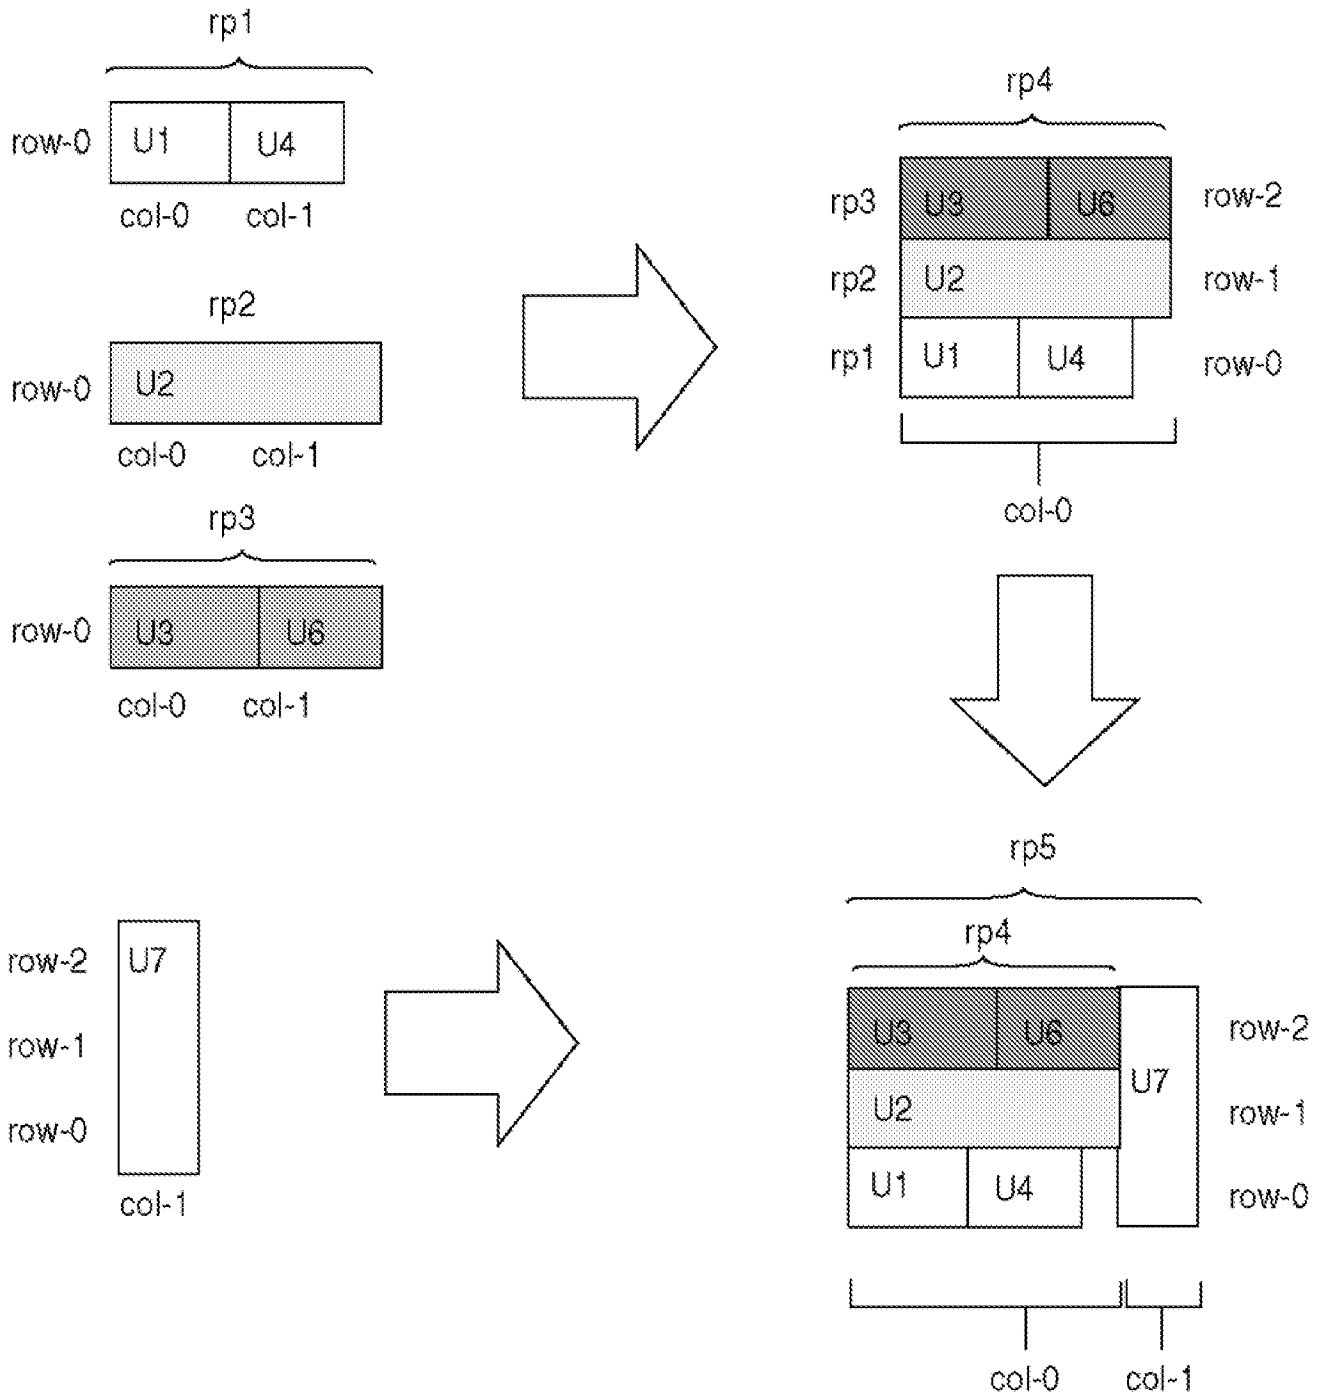 rp1
row-0 U1 U4
col-0 col-1
rp2
row-0 U2
col-0 col-1
rp3
row-0 U3 U6
col-0 col-1
rp4
rp3 U3 U6 row-2
rp2 U2 row-1
rp1 U1 U4 row-0
col-0
row-2 U7
row-1
row-0
col-1
rp5
rp4
U3 U6 row-2
U7
U2 row-1
U1 U4 row-0
col-0 col-1